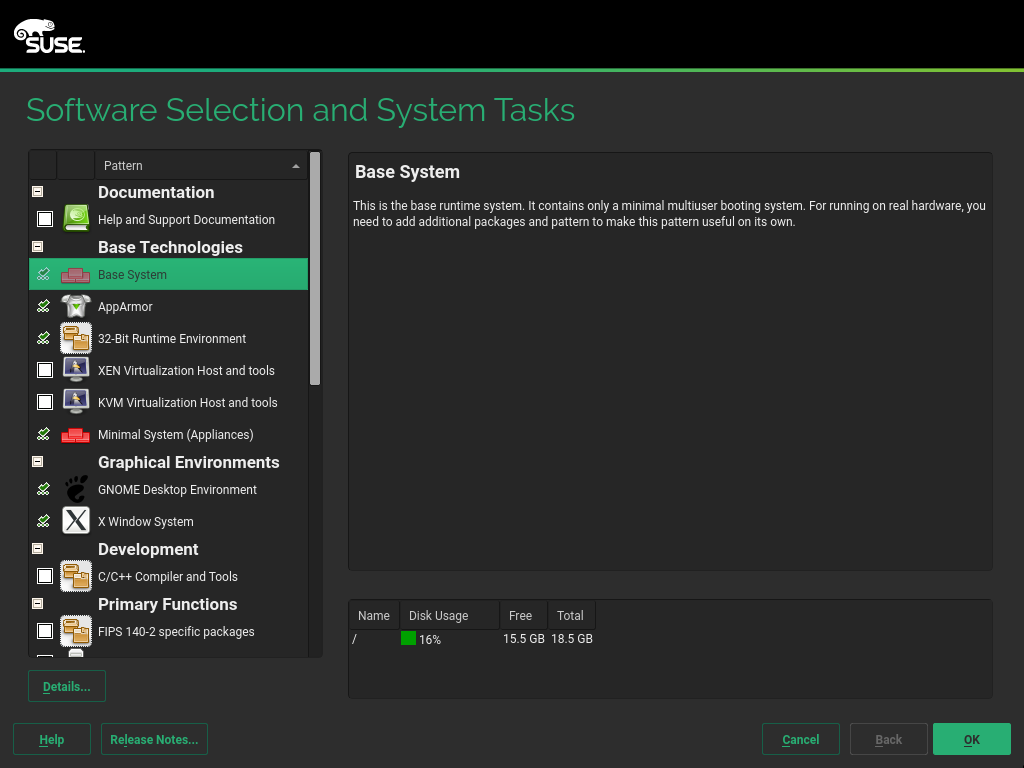 SUSE.
Software Selection and System Tasks
Pattern
Documentation
Help and Support Documentation
Base Technologies
Base System
AppArmor
32-Bit Runtime Environment
XEN Virtualization Host and tools
KVM Virtualization Host and tools
Minimal System (Appliances)
Graphical Environments
GNOME Desktop Environment
X Window System
Development
C/C++ Compiler and Tools
Primary Functions
FIPS 140-2 specific packages
Details...
Base System
This is the base runtime system. It contains only a minimal multiuser booting system. For running on real hardware, you
need to add additional packages and pattern to make this pattern useful on its own.
Name Disk Usage Free Total
/ 16% 15.5 GB 18.5 GB
Help Release Notes... Cancel Back OK